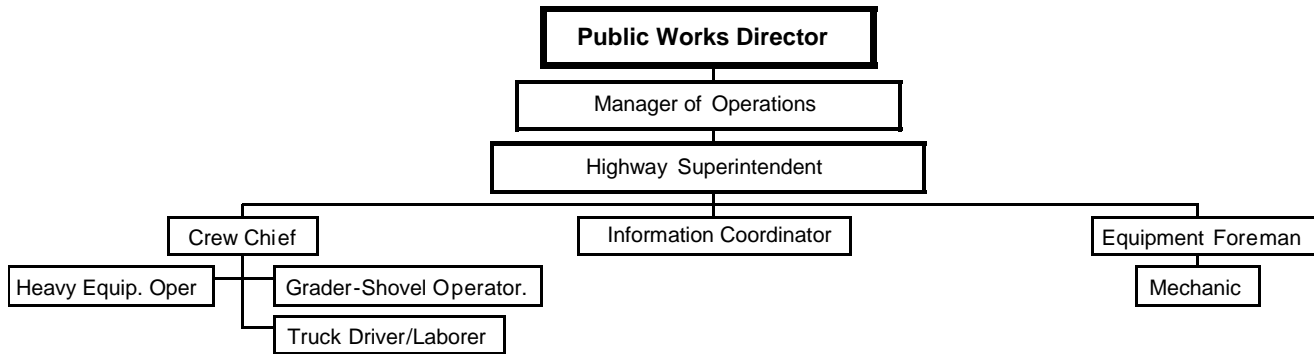 Public Works Director
Manager of Operations
Highway Superintendent
Crew Chief
Information Coordinator
Equipment Foreman
Heavy Equip. Oper
Grader-Shovel Operator.
Mechanic
Truck Driver/Laborer